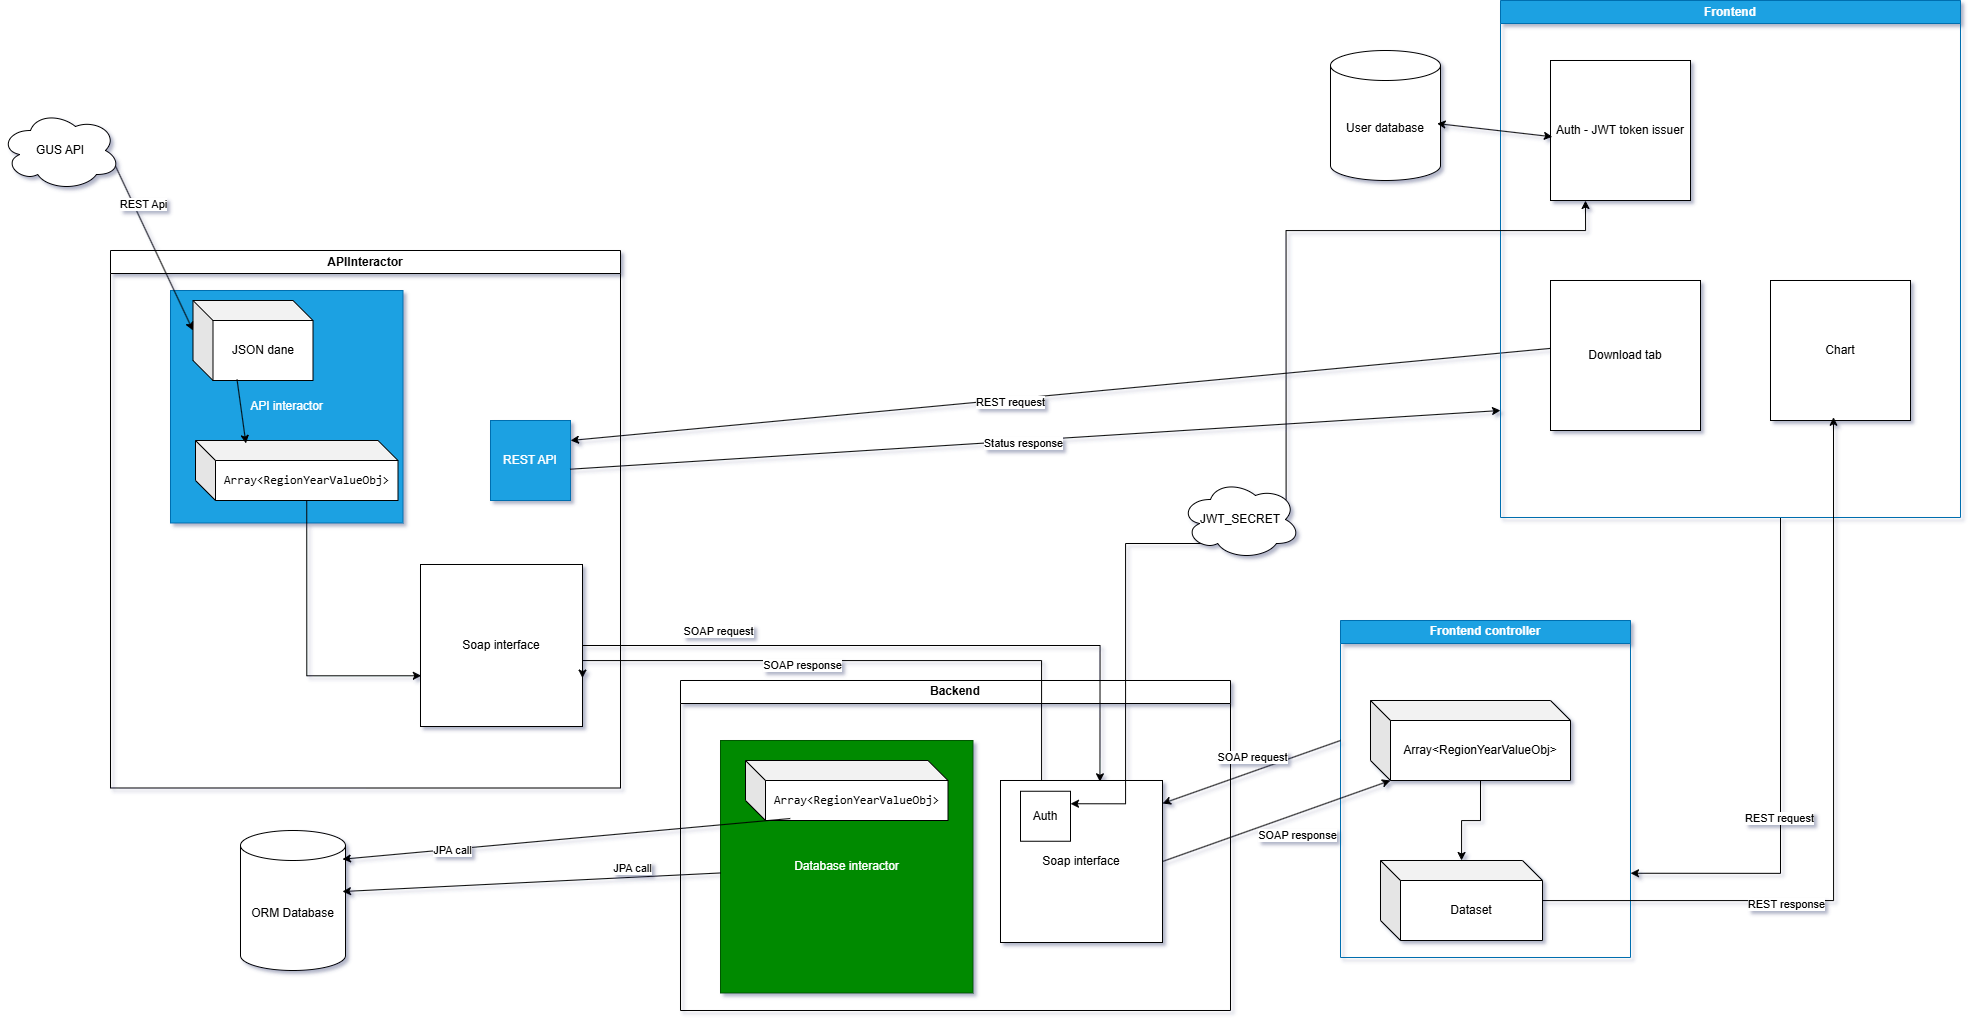 Frontend
User database
Auth - JWT token issuer
GUS API
REST Api
APIInteractor
JSON dane
API interactor
Array<RegionYearValueObj>
REST API
Download tab
Chart
REST request
Status response
JWT_SECRET
Soap interface
SOAP request
SOAP response
Backend
Array<RegionYearValueObj>
Database interactor
JPA call
JPA call
ORM Database
Auth
Soap interface
Frontend controller
Array<RegionYearValueObj>
SOAP request
SOAP response
Dataset
REST request
REST response